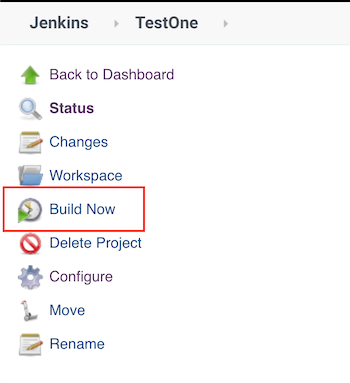 Jenkins TestOne
Back to Dashboard
Status
Changes
Workspace
Build Now
Delete Project
Configure
Move
Rename